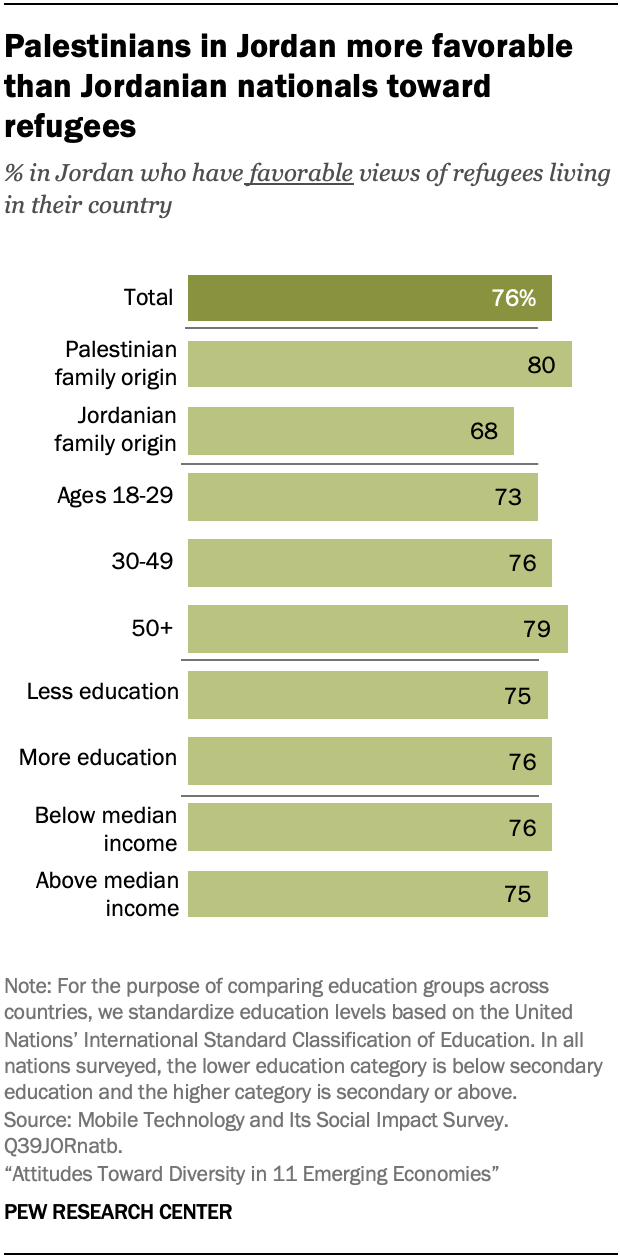 Palestinians in Jordan more favorable
than Jordanian nationals toward
refugees
% in Jordan who have favorable views of refugees living
in their country
Total 76%
Palestinian
family origin 80
Jordanian
family origin 68
Ages 18-29 73
30-49 76
50+ 79
Less education 75
More education 76
Below median
income 76
Above median
income 75
Note: For the purpose of comparing education groups across
countries, we standardize education levels based on the United
Nations’ International Standard Classification of Education. In all
nations surveyed, the lower education category is below secondary
education and the higher category is secondary or above.
Source: Mobile Technology and Its Social Impact Survey.
Q39JORnatb.
“Attitudes Toward Diversity in 11 Emerging Economies”
PEW RESEARCH CENTER